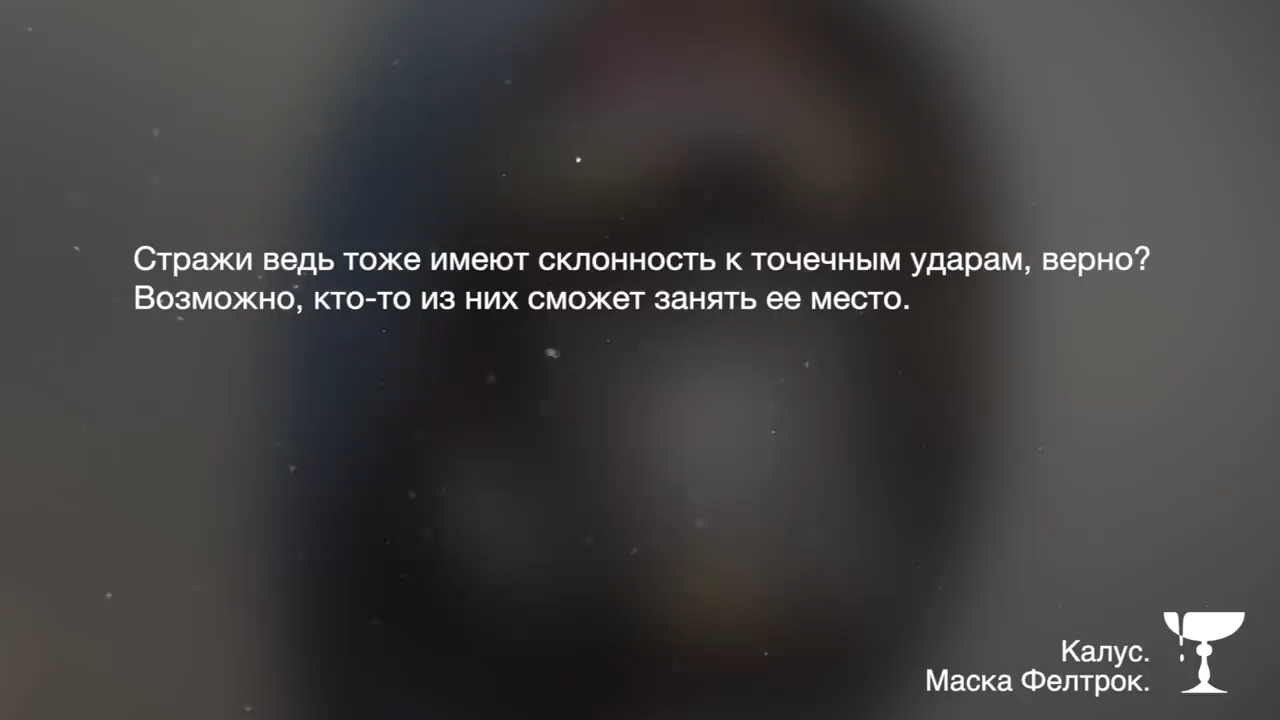 Стражи ведь тоже имеют склонность к точечным ударам, верно?
Возможно, кто-то из них сможет занять ее место.
Калус.
Маска Фелтрок.